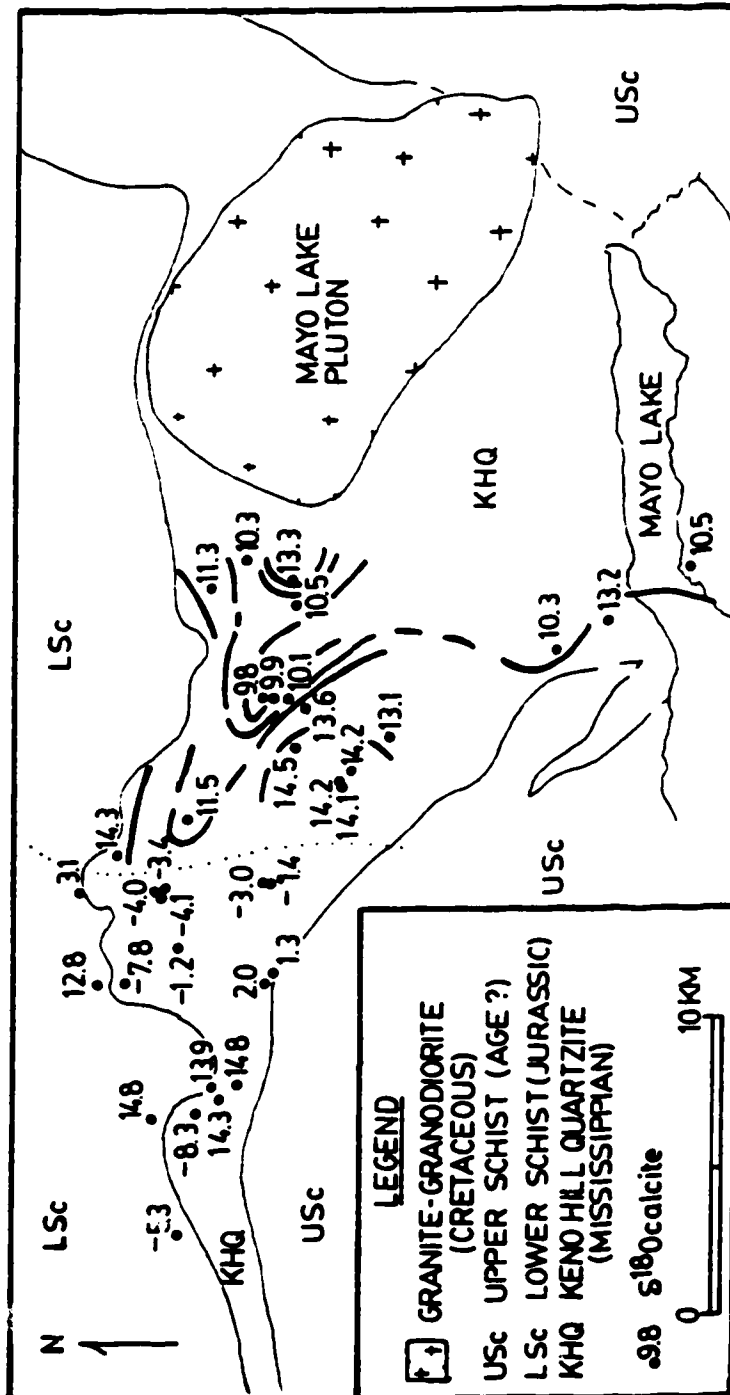 N
LSc
LSc
USc
3.1
14.3
12.8
-4.0
-3.4
-7.8
-4.1
-1.2
11.5
14.8
13.9
-8.3
14.3
14.8
-3.0
-1.4
2.0
1.3
11.3
10.3
13.3
10.5
9.8
9.9
10.1
13.6
14.5
14.2
14.2
14.1
13.1
10.3
13.2
10.5
MAYO LAKE
PLUTON
KHQ
KHQ
USc
USc
MAYO LAKE
LEGEND
GRANITE-GRANODIORITE
(CRETACEOUS)
USc UPPER SCHIST (AGE ?)
LSc LOWER SCHIST (JURASSIC)
KHQ KENO HILL QUARTZITE
(MISSISSIPPIAN)
•9.8 δ18Ocalcite
0 10 KM